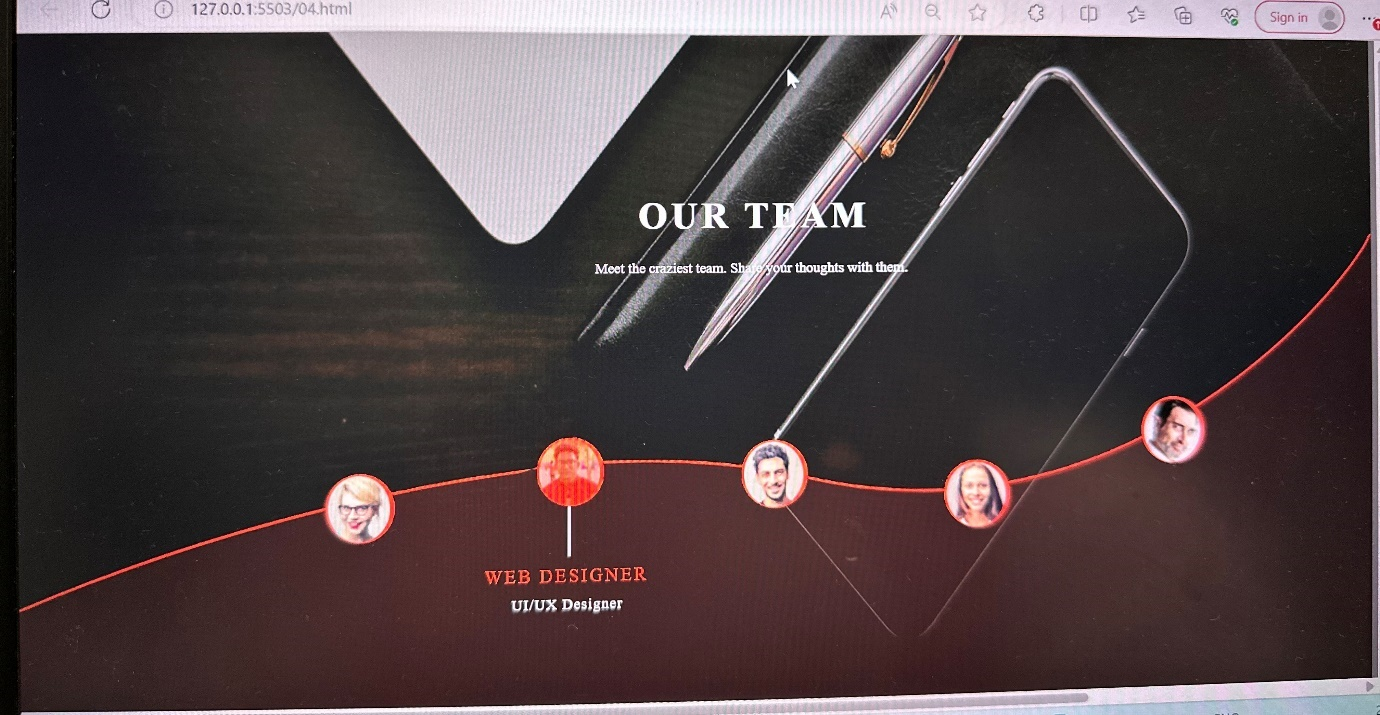 127.0.0.1:5503/04.html
Sign in
OUR TEAM
Meet the craziest team. Share your thoughts with them.
WEB DESIGNER
UI/UX Designer